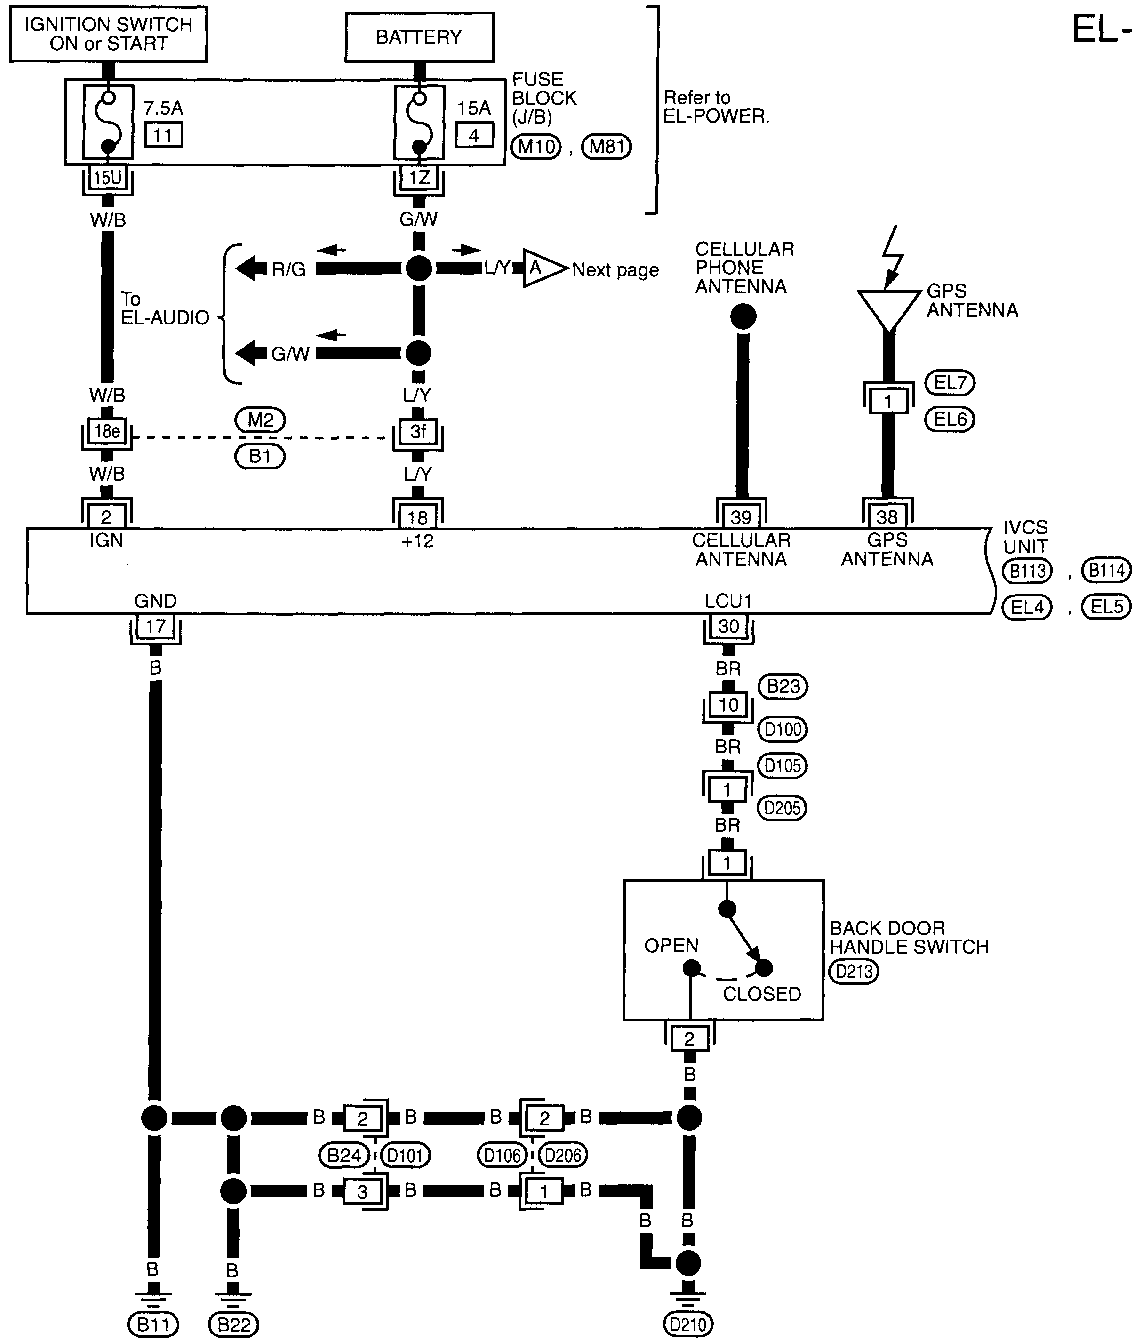 IGNITION SWITCH
ON or START
BATTERY
EL-
7.5A
11
15A
4
FUSE
BLOCK
(J/B)
M10 , M81
Refer to
EL-POWER.
15U
1Z
W/B
G/W
R/G
L/Y
A
Next page
To
EL-AUDIO
G/W
CELLULAR
PHONE
ANTENNA
GPS
ANTENNA
W/B
L/Y
1
EL7
EL6
18e
M2
B1
3f
W/B
L/Y
2
18
39
38
IGN
+12
CELLULAR
ANTENNA
GPS
ANTENNA
IVCS
UNIT
B113 , B114
EL4 , EL5
GND
LCU1
17
30
B
BR
10
B23
D100
BR
1
D105
D205
BR
1
OPEN
CLOSED
BACK DOOR
HANDLE SWITCH
D213
2
B
B 2 B B 2 B
B24 D101 D106 D206
B 3 B B 1 B
B B
B B
B11 B22 D210